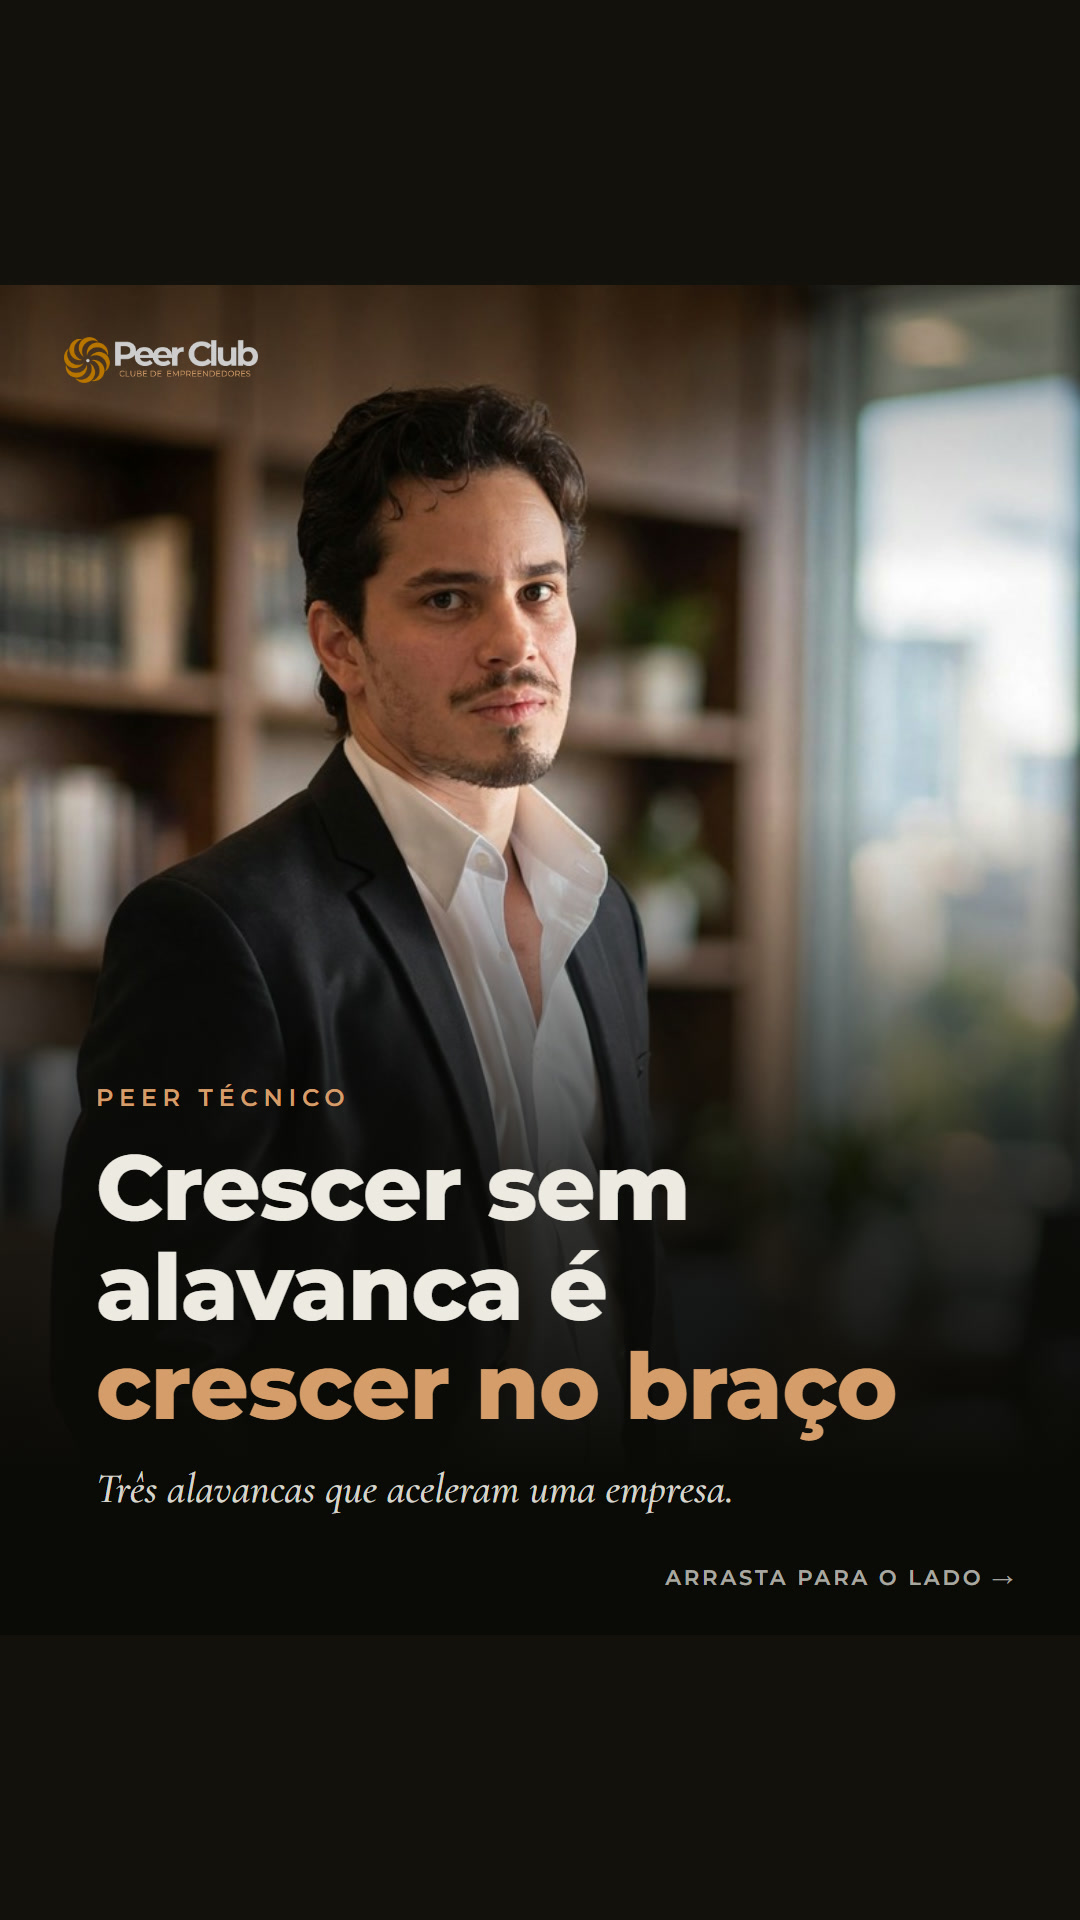 Peer Club
CLUBE DE EMPREENDEDORES
PEER TÉCNICO
Crescer sem
alavanca é
crescer no braço
Três alavancas que aceleram uma empresa.
ARRASTA PARA O LADO →